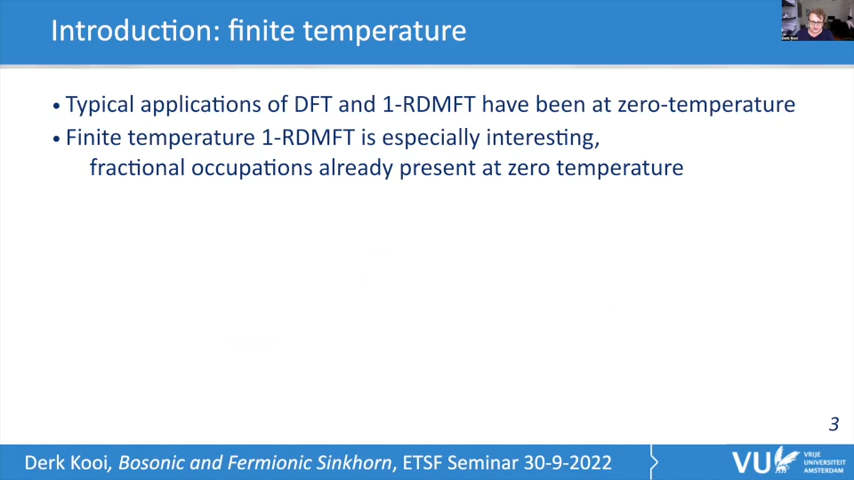 Introduction: finite temperature
Derk Kooi
• Typical applications of DFT and 1-RDMFT have been at zero-temperature
• Finite temperature 1-RDMFT is especially interesting,
fractional occupations already present at zero temperature
3
Derk Kooi, Bosonic and Fermionic Sinkhorn, ETSF Seminar 30-9-2022
VU
VRIJE
UNIVERSITEIT
AMSTERDAM